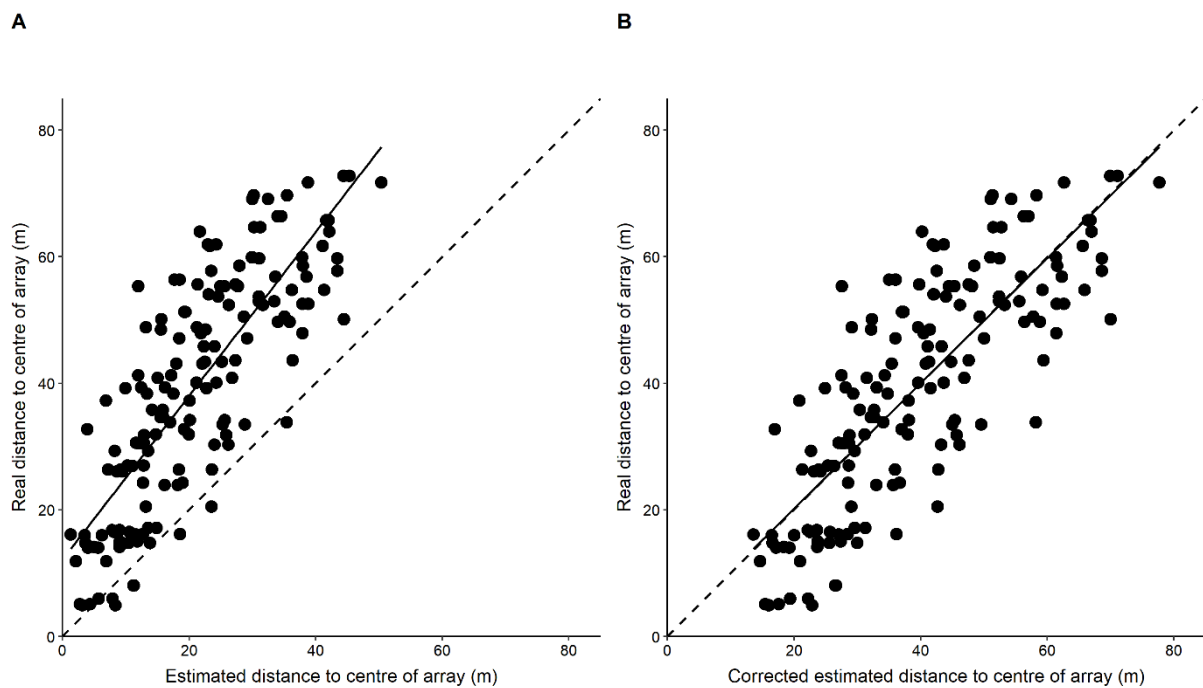 A
B
80
60
40
20
0
Real distance to centre of array (m)
0 20 40 60 80
Estimated distance to centre of array (m)
80
60
40
20
0
Real distance to centre of array (m)
0 20 40 60 80
Corrected estimated distance to centre of array (m)